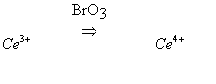 BrO3
Ce3+ ⇒ Ce4+